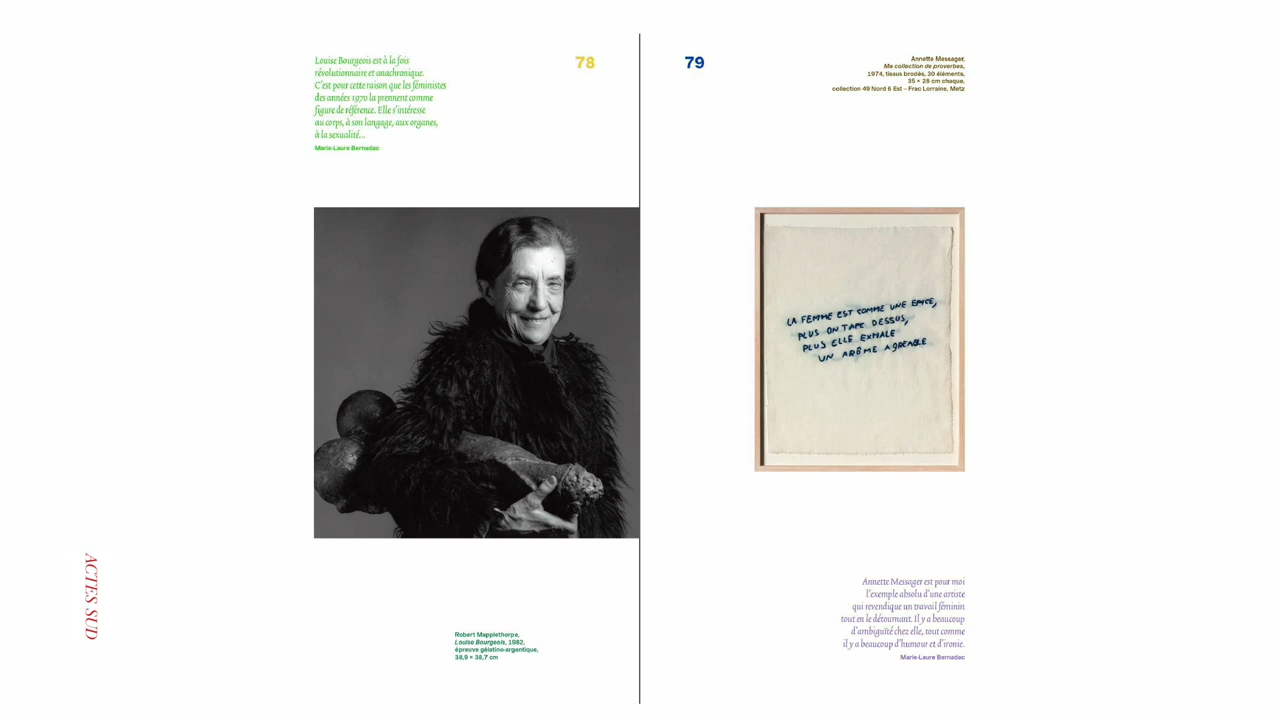 Louise Bourgeois est à la fois
révolutionnaire et anachronique.
C'est pour cette raison que les féministes
des années 1970 la prennent comme
figure de référence. Elle s'intéresse
au corps, à son langage, aux organes,
à la sexualité...
Marie-Laure Bernadac
78
Robert Mapplethorpe,
Louise Bourgeois, 1982,
épreuve gélatino-argentique,
38,9 × 38,7 cm
ACTES SUD
79
Annette Messager,
Ma collection de proverbes,
1974, tissus brodés, 30 éléments,
35 × 28 cm chaque,
collection 49 Nord 6 Est – Frac Lorraine, Metz
LA FEMME EST COMME UNE EPICE,
PLUS ON TAPE DESSUS,
PLUS ELLE EXHALE
UN ARÔME AGREABLE
Annette Messager est pour moi
l'exemple absolu d'une artiste
qui revendique un travail féminin
tout en le détournant. Il y a beaucoup
d'ambiguïté chez elle, tout comme
il y a beaucoup d'humour et d'ironie.
Marie-Laure Bernadac